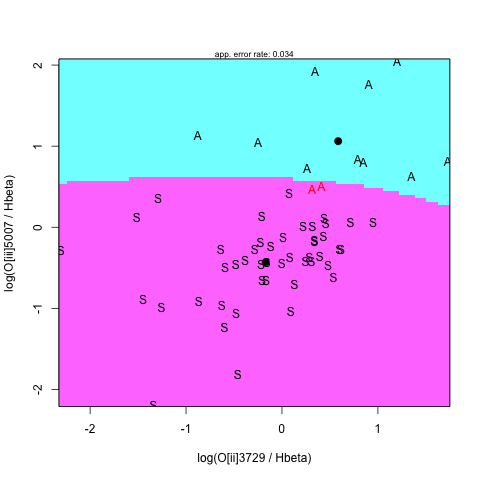 app. error rate: 0.034
log(O[iii]5007 / Hbeta)
2
1
0
-1
-2
A A
A
A A
A A A
A A A A
A A
S S S
S S S S S S S S
S S S S S S S S S S
S S S S S S S S S S S S S
S S S S S S S S
S S S S S S
S S
S
S
-2 -1 0 1
log(O[ii]3729 / Hbeta)